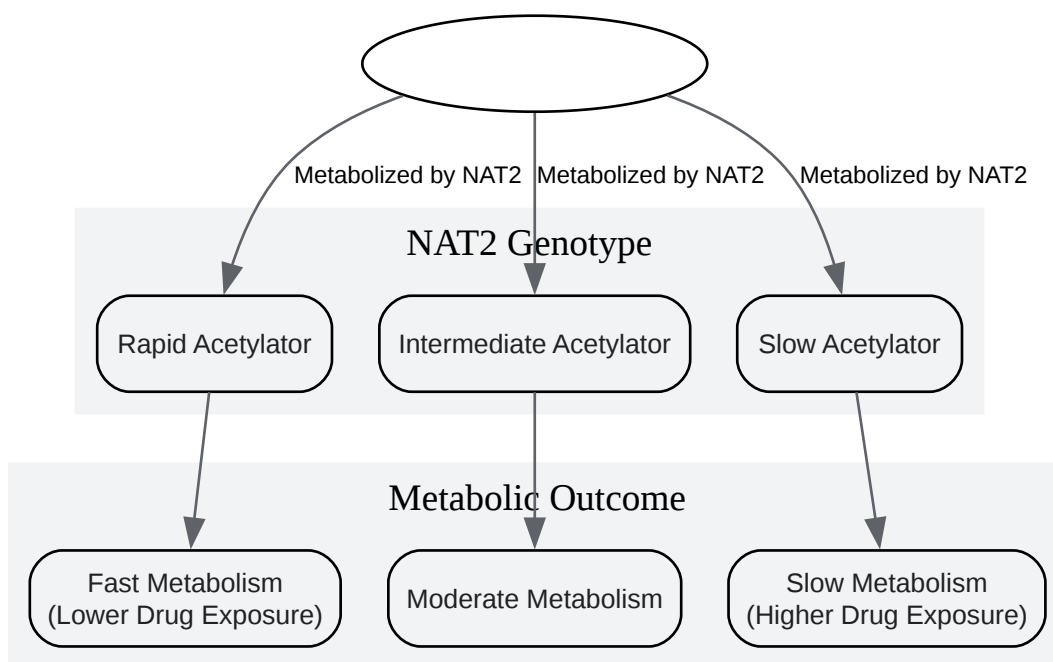 Metabolized by NAT2
Metabolized by NAT2
Metabolized by NAT2
NAT2 Genotype
Rapid Acetylator
Intermediate Acetylator
Slow Acetylator
Metabolic Outcome
Fast Metabolism
(Lower Drug Exposure)
Moderate Metabolism
Slow Metabolism
(Higher Drug Exposure)